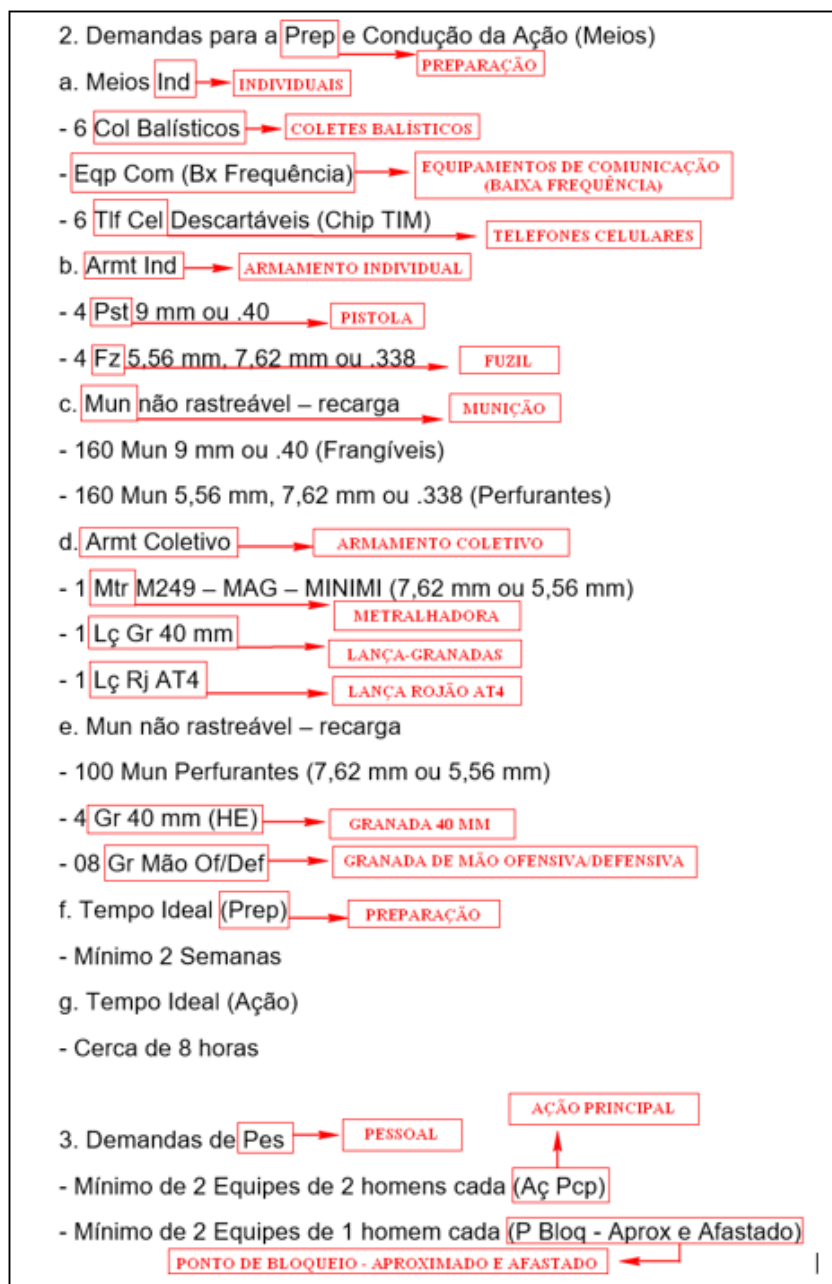 2. Demandas para a Prep e Condução da Ação (Meios)
PREPARAÇÃO
a. Meios Ind INDIVIDUAIS
- 6 Col Balísticos COLETES BALÍSTICOS
- Eqp Com (Bx Frequência) EQUIPAMENTOS DE COMUNICAÇÃO
(BAIXA FREQUÊNCIA)
- 6 Tlf Cel Descartáveis (Chip TIM)
TELEFONES CELULARES
b. Armt Ind ARMAMENTO INDIVIDUAL
- 4 Pst 9 mm ou .40 PISTOLA
- 4 Fz 5,56 mm, 7,62 mm ou .338 FUZIL
c. Mun não rastreável – recarga MUNIÇÃO
- 160 Mun 9 mm ou .40 (Frangíveis)
- 160 Mun 5,56 mm, 7,62 mm ou .338 (Perfurantes)
d. Armt Coletivo ARMAMENTO COLETIVO
- 1 Mtr M249 – MAG – MINIMI (7,62 mm ou 5,56 mm)
METRALHADORA
- 1 Lç Gr 40 mm
LANÇA-GRANADAS
- 1 Lç Rj AT4 LANÇA ROJÃO AT4
e. Mun não rastreável – recarga
- 100 Mun Perfurantes (7,62 mm ou 5,56 mm)
- 4 Gr 40 mm (HE) GRANADA 40 MM
- 08 Gr Mão Of/Def GRANADA DE MÃO OFENSIVA/DEFENSIVA
f. Tempo Ideal (Prep) PREPARAÇÃO
- Mínimo 2 Semanas
g. Tempo Ideal (Ação)
- Cerca de 8 horas
AÇÃO PRINCIPAL
3. Demandas de Pes PESSOAL
- Mínimo de 2 Equipes de 2 homens cada (Aç Pcp)
- Mínimo de 2 Equipes de 1 homem cada (P Bloq - Aprox e Afastado)
PONTO DE BLOQUEIO - APROXIMADO E AFASTADO